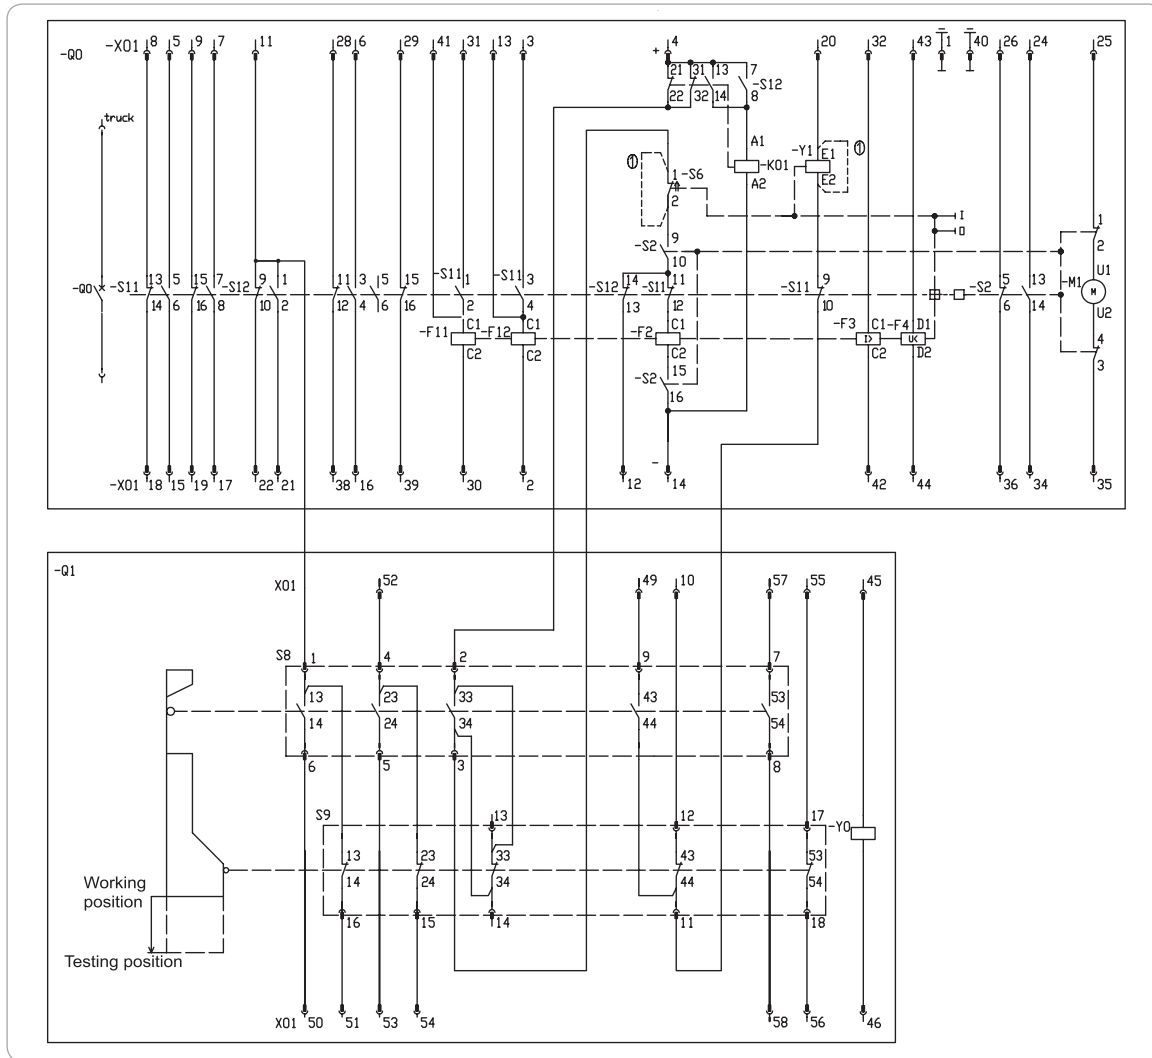 -Q0 -X01 8 5 9 7 11 28 6 29 41 31 13 3 + 4 20 32 43 1 40 26 24 25
21 31 13 7 -S12
22 32 14 8
truck
A1
① -K01 -Y1 E1 ①
1 -S6 A2 E2
2
I
O
-S2 9 1
10 2
-Q0 -S11 13 5 15 7 -S12 9 1 11 3 5 15 -S11 1 -S11 3 -S12 14 -S11 11 -S11 9 -S2 5 13 -M1 U1
M
14 6 16 8 10 2 12 4 6 16 2 4 13 12 10 6 14 U2
-F11 C1 -F12 C1 -F2 C1 -F3 C1 -F4 D1 4
I> U<
C2 C2 C2 C2 D2 3
-S2 15
16
-
-X01 18 15 19 17 22 21 38 16 39 30 2 12 14 42 44 36 34 35
-Q1
X01 52 49 10 57 55 45
S8 1 4 2 9 7
13 23 33 43 53
14 24 34 44 54
6 5 3 8
S9 13 12 17 -Y0
13 23 33 43 53
14 24 34 44 54
16 15 14 11 18
Working
position
Testing position
X01 50 51 53 54 58 56 46